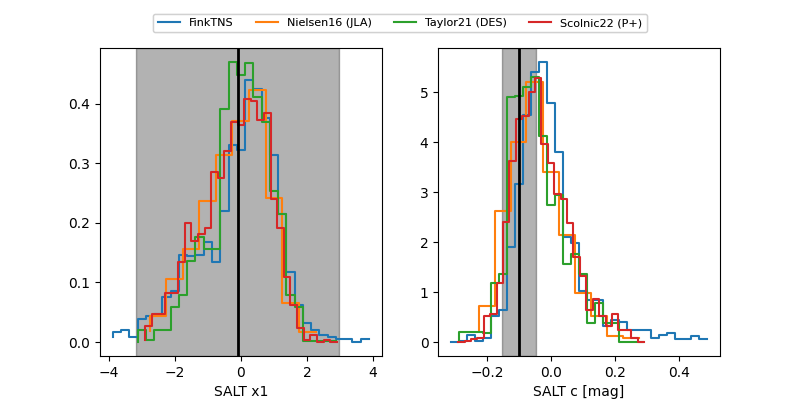 FinkTNS Nielsen16 (JLA) Taylor21 (DES) Scolnic22 (P+)
0.4
0.3
0.2
0.1
0.0
−4 −2 0 2 4
SALT x1
5
4
3
2
1
0
−0.2 0.0 0.2 0.4
SALT c [mag]